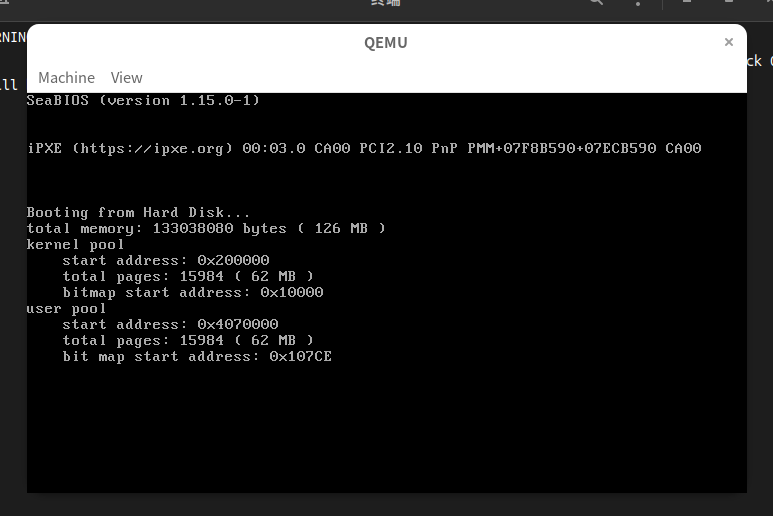 终端
QEMU
Machine View
SeaBIOS (version 1.15.0-1)
iPXE (https://ipxe.org) 00:03.0 CA00 PCI2.10 PnP PMM+07F8B590+07ECB590 CA00
Booting from Hard Disk...
total memory: 133038080 bytes ( 126 MB )
kernel pool
    start address: 0x200000
    total pages: 15984 ( 62 MB )
    bitmap start address: 0x10000
user pool
    start address: 0x4070000
    total pages: 15984 ( 62 MB )
    bit map start address: 0x107CE